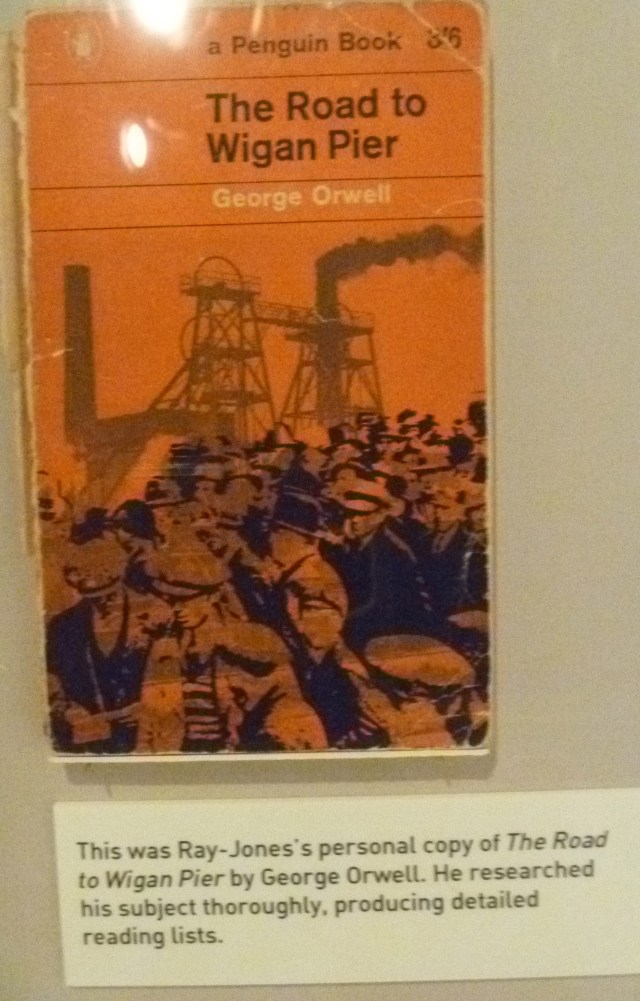 a Penguin Book 3/6
The Road to
Wigan Pier
George Orwell
This was Ray-Jones's personal copy of The Road
to Wigan Pier by George Orwell. He researched
his subject thoroughly, producing detailed
reading lists.